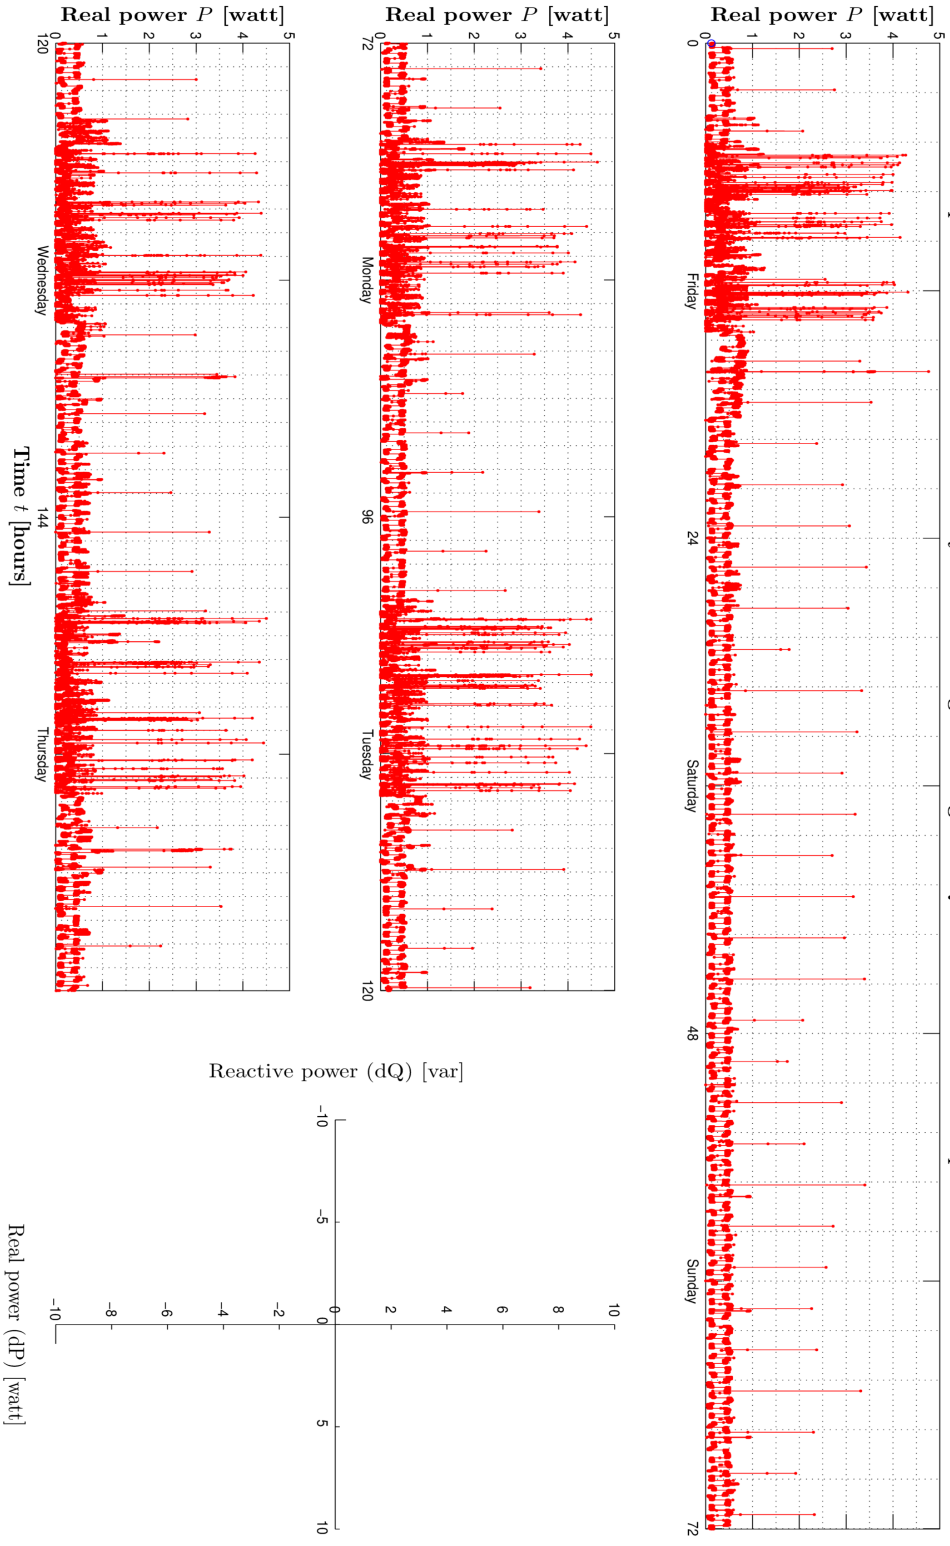 Real power P [watt]
5
4
3
2
1
0
0 Friday 24 Saturday 48 Sunday 72
Real power P [watt]
5
4
3
2
1
0
72 Monday 96 Tuesday 120
Real power P [watt]
5
4
3
2
1
0
120 Wednesday 144 Thursday
Time t [hours]
Reactive power (dQ) [var]
10
8
6
4
2
0
−2
−4
−6
−8
−10
−10 −5 0 5 10
Real power (dP) [watt]